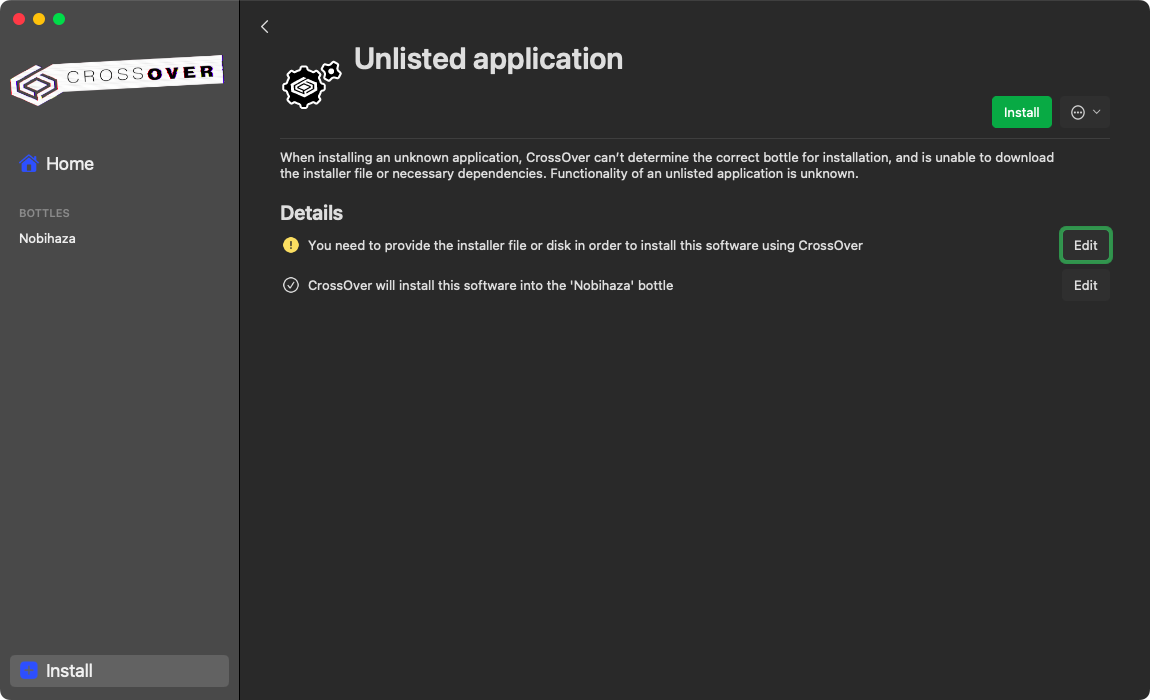 CROSSOVER
Home
BOTTLES
Nobihaza
Install
Unlisted application
Install
When installing an unknown application, CrossOver can’t determine the correct bottle for installation, and is unable to download
the installer file or necessary dependencies. Functionality of an unlisted application is unknown.
Details
You need to provide the installer file or disk in order to install this software using CrossOver
Edit
CrossOver will install this software into the 'Nobihaza' bottle
Edit